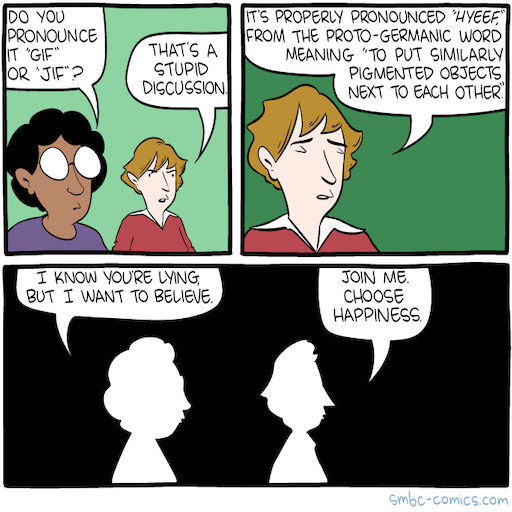 DO YOU
PRONOUNCE
IT "GIF"
OR "JIF"?
THAT'S A
STUPID
DISCUSSION.
IT'S PROPERLY PRONOUNCED "HYEEF,"
FROM THE PROTO-GERMANIC WORD
MEANING "TO PUT SIMILARLY
PIGMENTED OBJECTS
NEXT TO EACH OTHER."
I KNOW YOU'RE LYING,
BUT I WANT TO BELIEVE.
JOIN ME.
CHOOSE
HAPPINESS.
smbc-comics.com